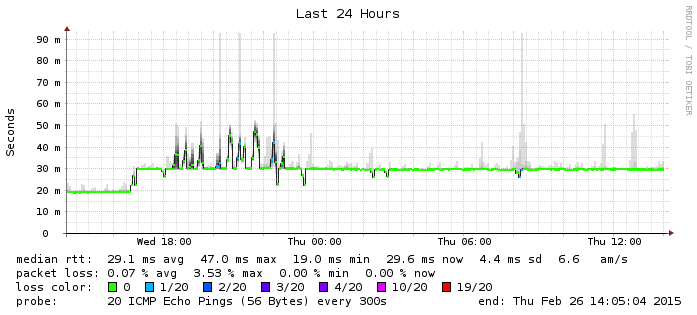 Last 24 Hours
RRDTOOL / TOBI OETIKER
Seconds
90 m
80 m
70 m
60 m
50 m
40 m
30 m
20 m
10 m
0
Wed 18:00 Thu 00:00 Thu 06:00 Thu 12:00
median rtt: 29.1 ms avg 47.0 ms max 19.0 ms min 29.6 ms now 4.4 ms sd 6.6 am/s
packet loss: 0.07 % avg 3.53 % max 0.00 % min 0.00 % now
loss color: 0 1/20 2/20 3/20 4/20 10/20 19/20
probe: 20 ICMP Echo Pings (56 Bytes) every 300s end: Thu Feb 26 14:05:04 2015